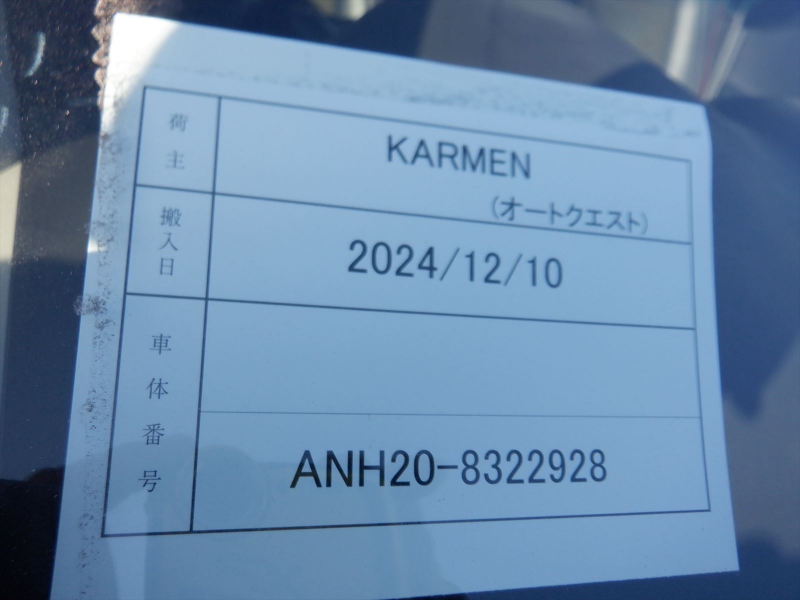 荷主
KARMEN
(オートクエスト)
搬入日
2024/12/10
車体番号
ANH20-8322928